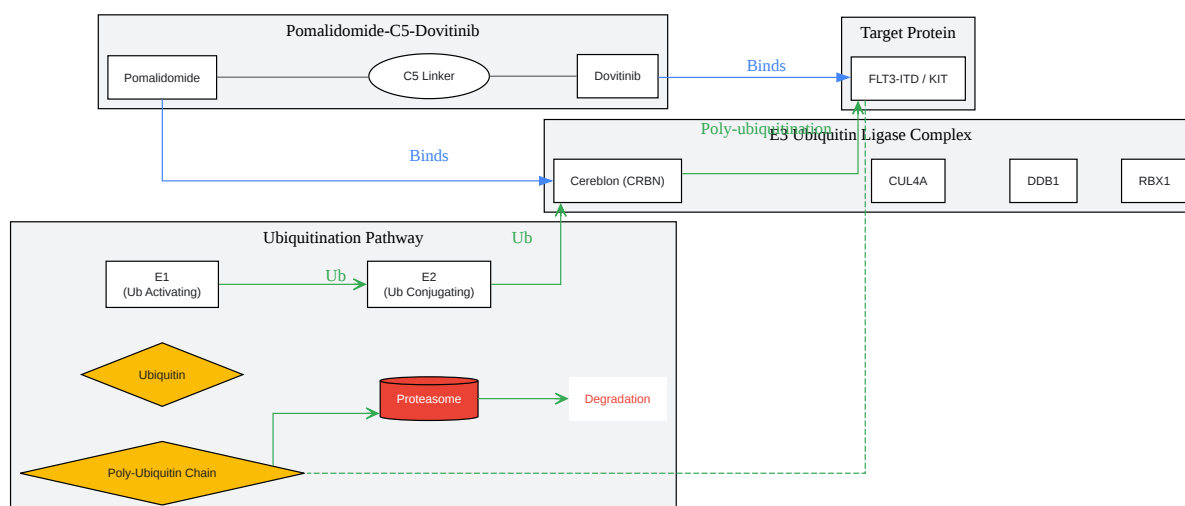 Pomalidomide-C5-Dovitinib
Target Protein
Pomalidomide
C5 Linker
Dovitinib
Binds
FLT3-ITD / KIT
Poly-ubiquitination
E3 Ubiquitin Ligase Complex
Binds
Cereblon (CRBN)
CUL4A
DDB1
RBX1
Ubiquitination Pathway
Ub
E1
(Ub Activating)
Ub
E2
(Ub Conjugating)
Ubiquitin
Proteasome
Degradation
Poly-Ubiquitin Chain